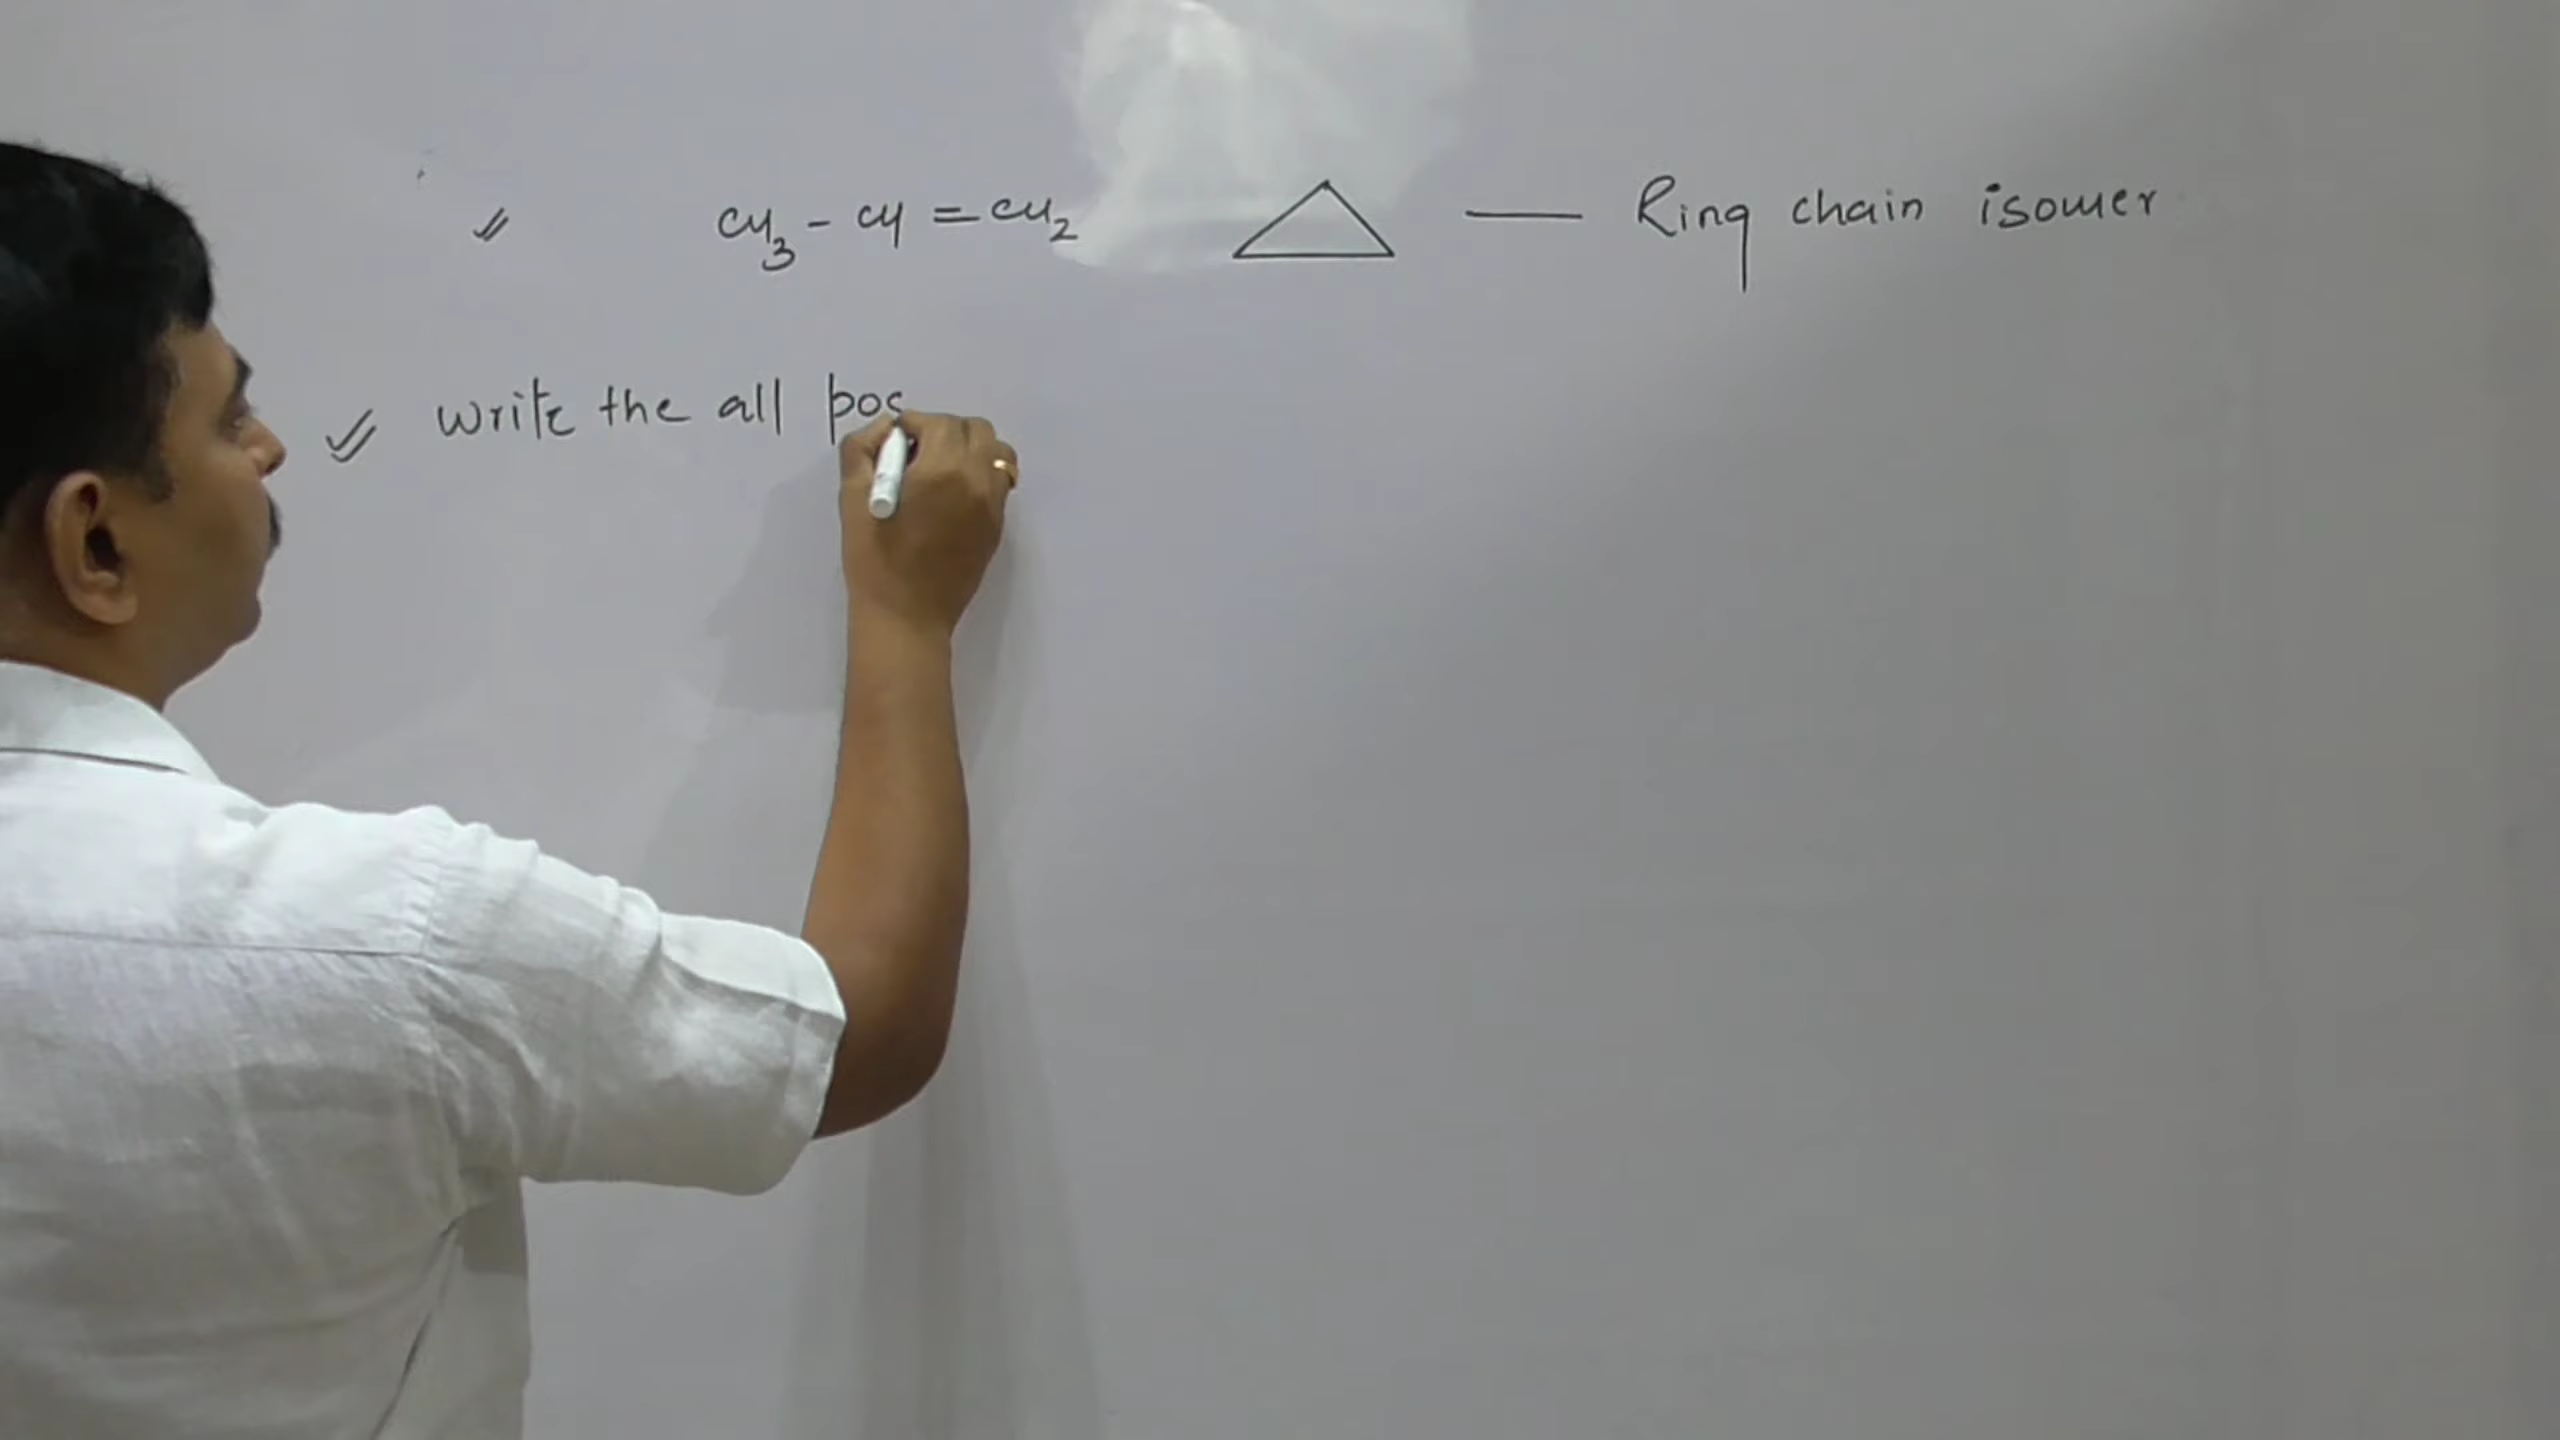 CH₃ - CH = CH₂ — Ring chain isomer
write the all pos